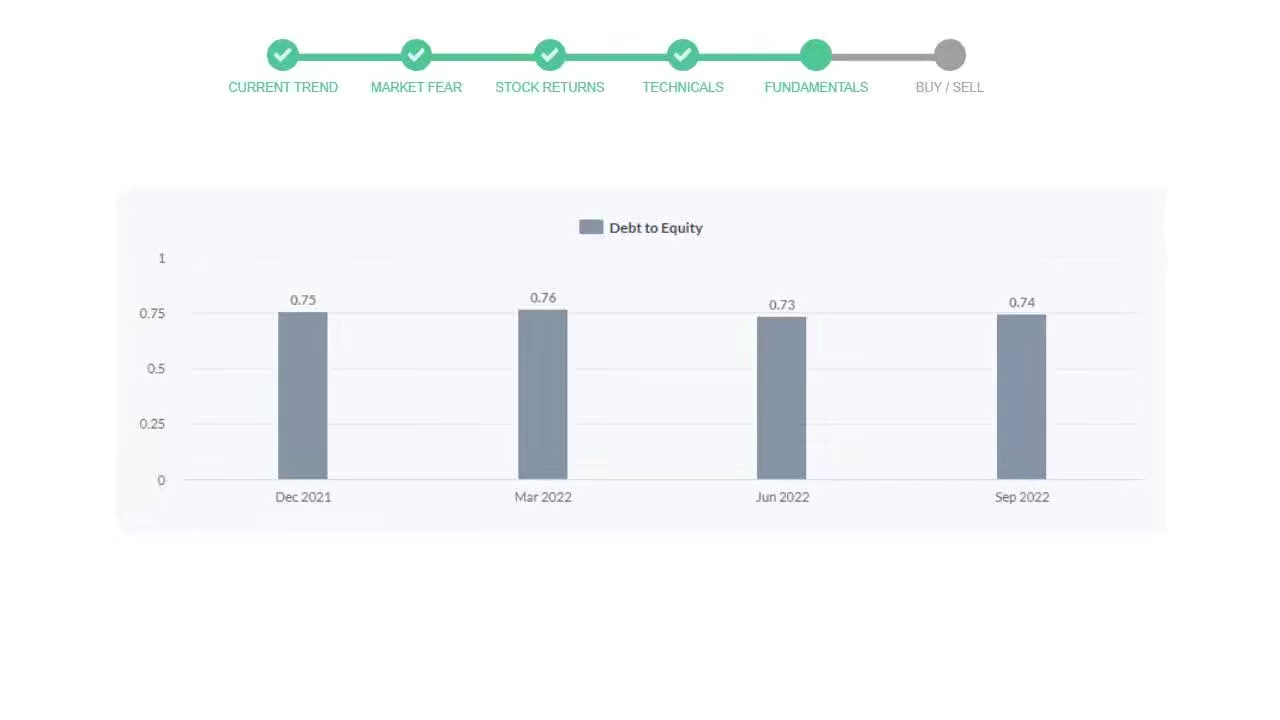 CURRENT TREND MARKET FEAR STOCK RETURNS TECHNICALS FUNDAMENTALS BUY / SELL
Debt to Equity
1
0.75 0.76 0.73 0.74
0.75
0.5
0.25
0
Dec 2021 Mar 2022 Jun 2022 Sep 2022